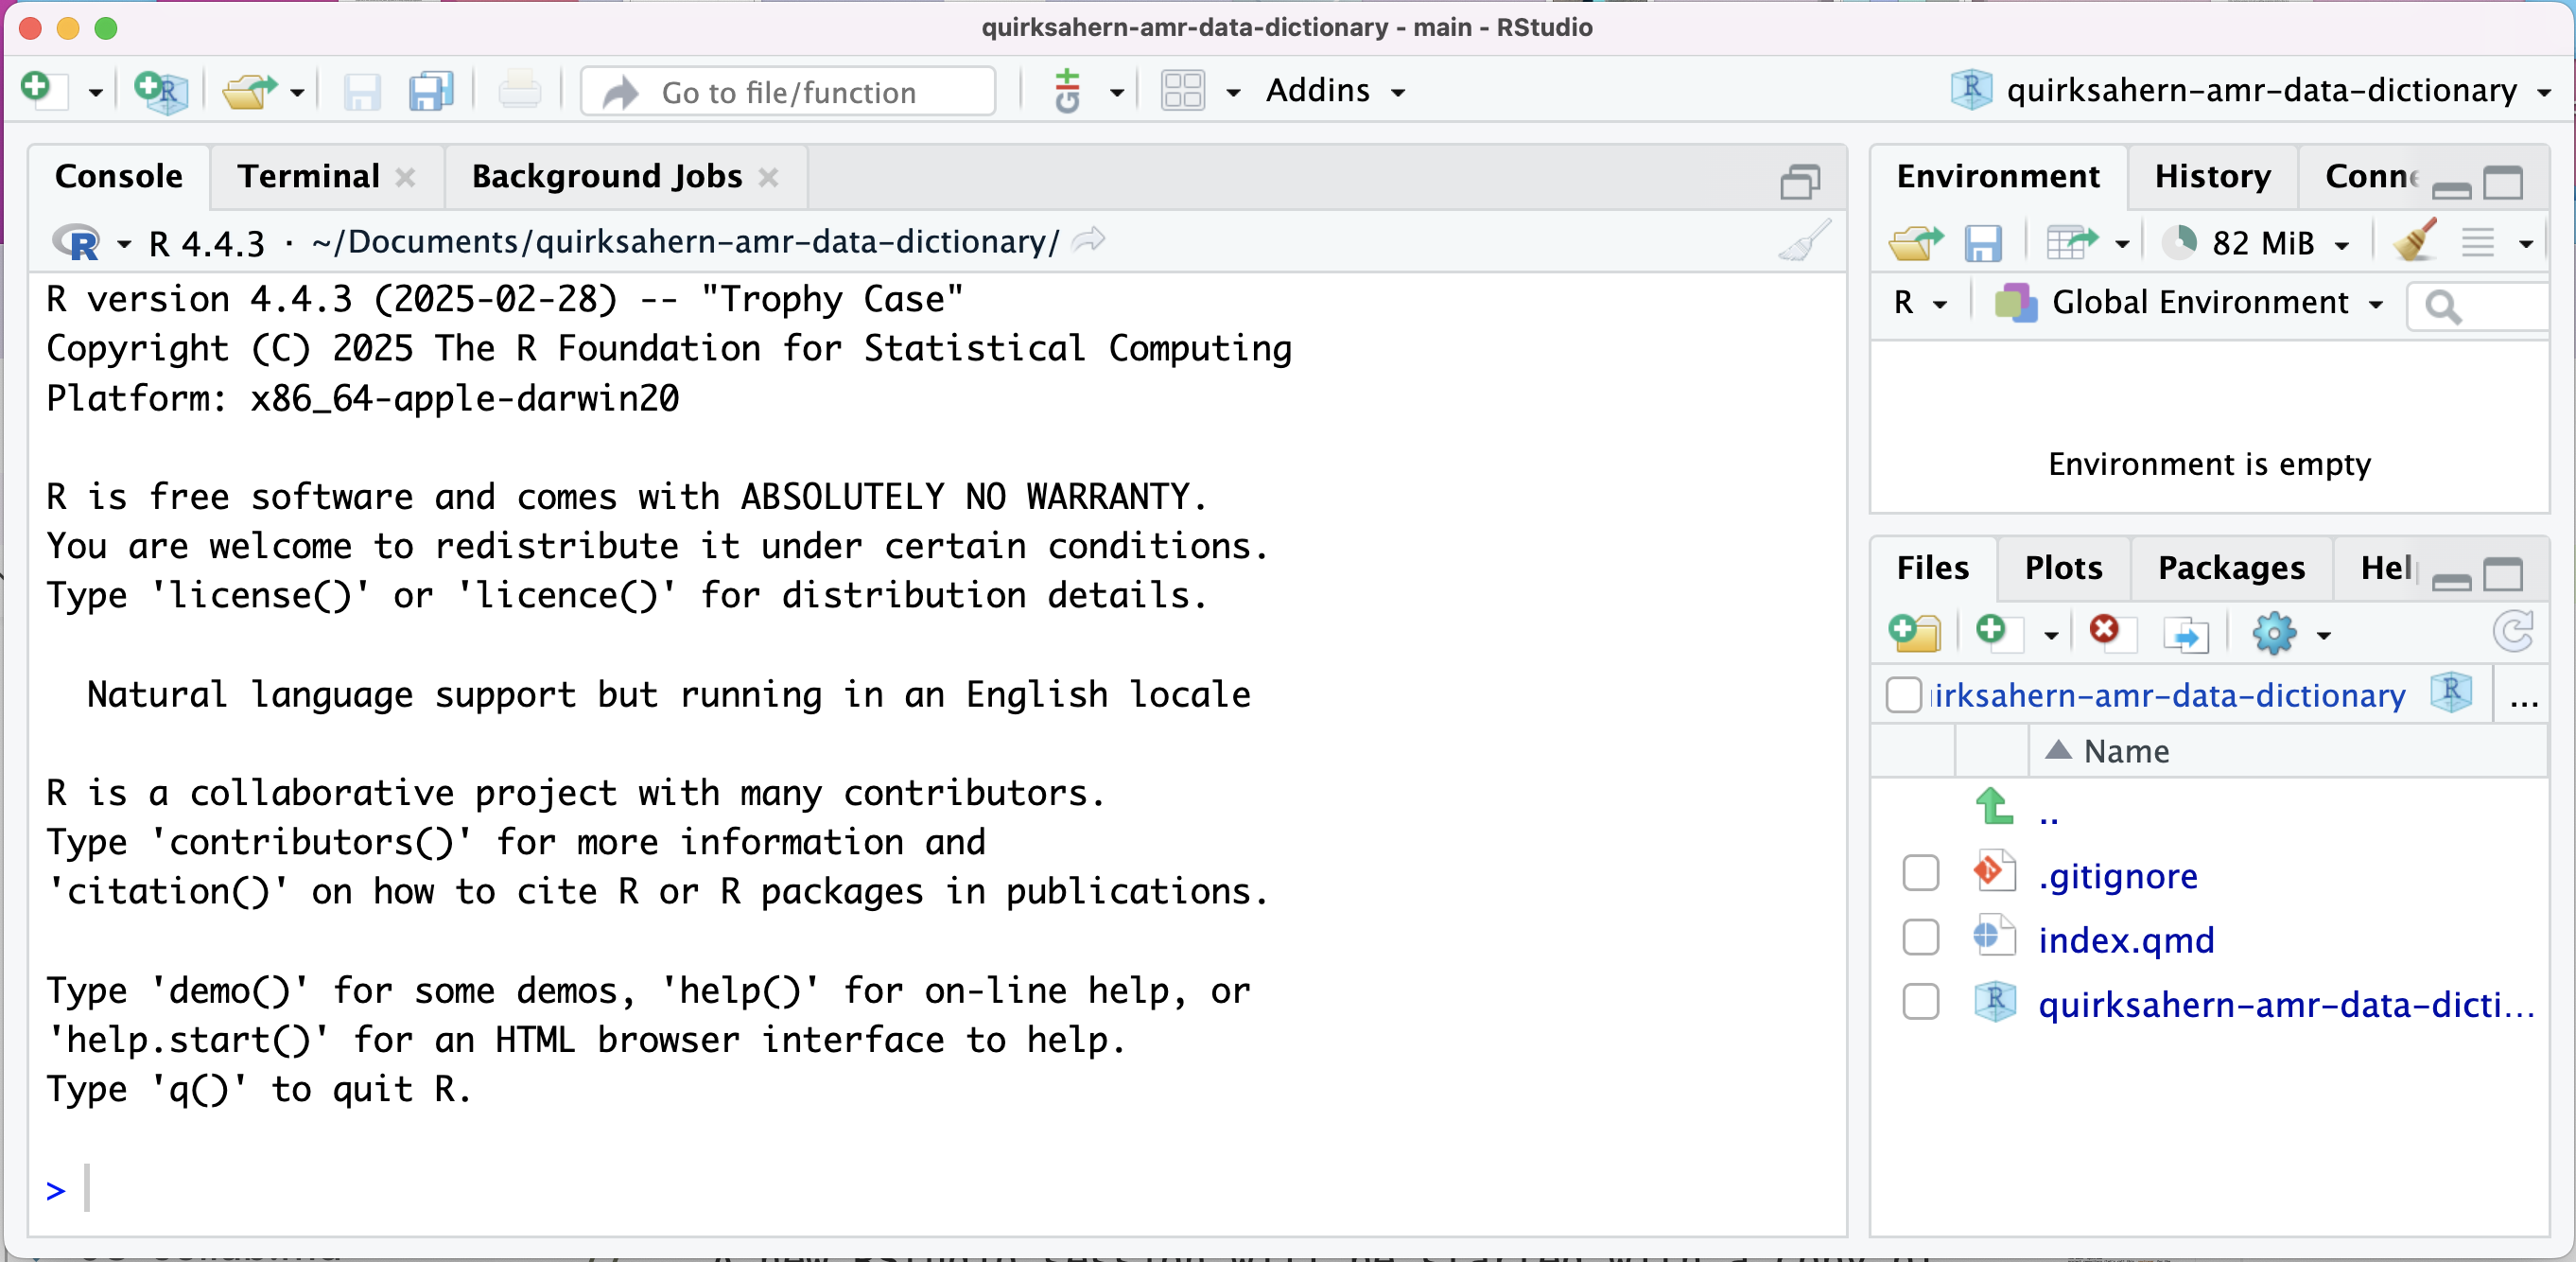 quirksahern-amr-data-dictionary - main - RStudio
Go to file/function
Addins
quirksahern-amr-data-dictionary
Console Terminal Background Jobs
R 4.4.3 · ~/Documents/quirksahern-amr-data-dictionary/
R version 4.4.3 (2025-02-28) -- "Trophy Case"
Copyright (C) 2025 The R Foundation for Statistical Computing
Platform: x86_64-apple-darwin20
R is free software and comes with ABSOLUTELY NO WARRANTY.
You are welcome to redistribute it under certain conditions.
Type 'license()' or 'licence()' for distribution details.
Natural language support but running in an English locale
R is a collaborative project with many contributors.
Type 'contributors()' for more information and
'citation()' on how to cite R or R packages in publications.
Type 'demo()' for some demos, 'help()' for on-line help, or
'help.start()' for an HTML browser interface to help.
Type 'q()' to quit R.
>
Environment History Conne
82 MiB
R Global Environment
Environment is empty
Files Plots Packages Hel
irksahern-amr-data-dictionary ...
Name
..
.gitignore
index.qmd
quirksahern-amr-data-dicti...